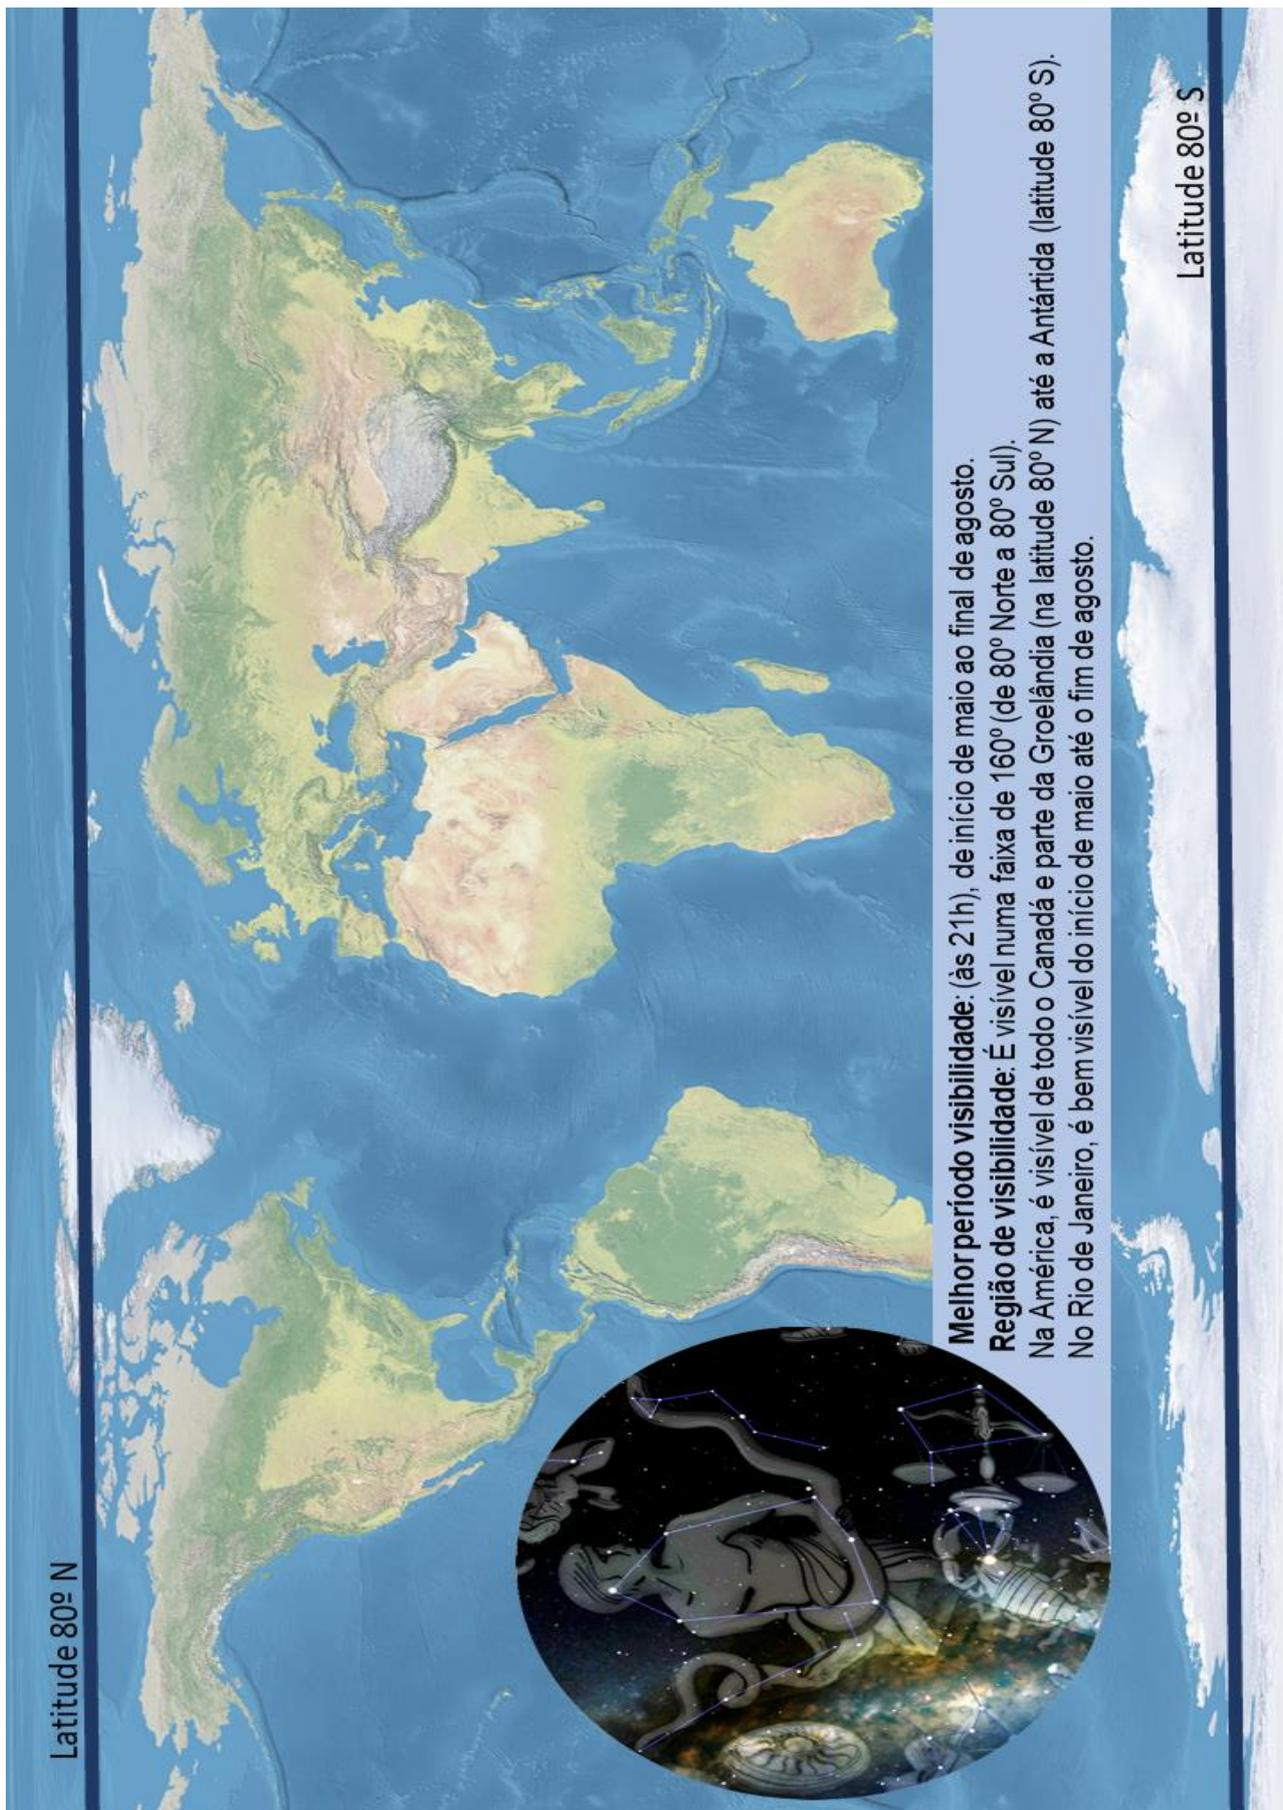 Latitude 80º N
Melhor período visibilidade: (às 21h), de início de maio ao final de agosto.
Região de visibilidade: É visível numa faixa de 160º (de 80º Norte a 80º Sul).
Na América, é visível de todo o Canadá e parte da Groelândia (na latitude 80º N) até a Antártida (latitude 80º S).
No Rio de Janeiro, é bem visível do início de maio até o fim de agosto.
Latitude 80º S